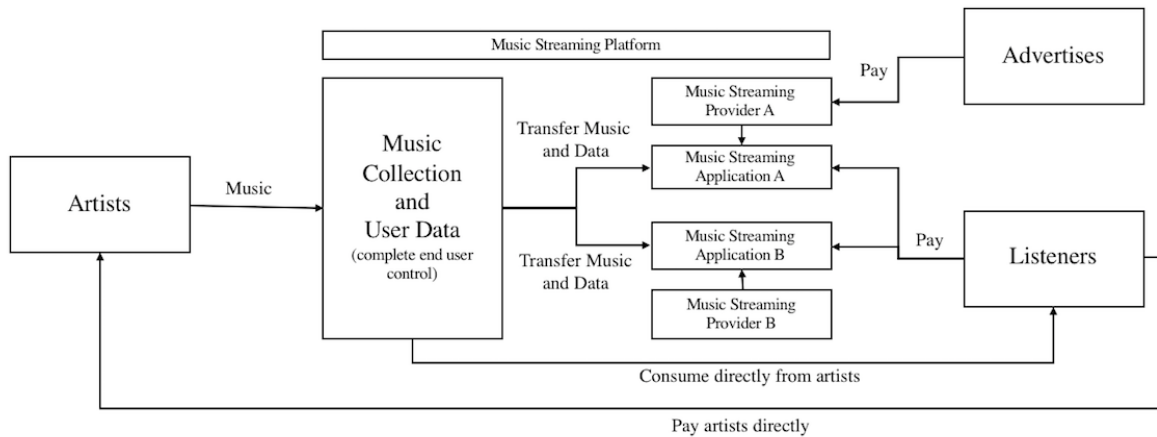 Music Streaming Platform
Advertises
Pay
Music Streaming
Provider A
Music
Collection
and
User Data
(complete end user
control)
Transfer Music
and Data
Music Streaming
Application A
Artists
Music
Music Streaming
Application B
Pay
Listeners
Transfer Music
and Data
Music Streaming
Provider B
Consume directly from artists
Pay artists directly